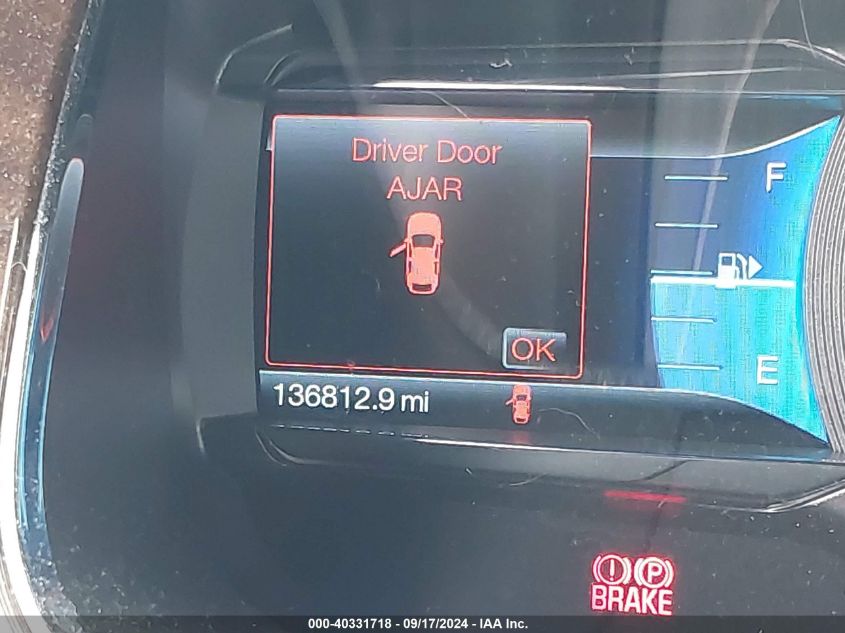 Driver Door
AJAR
OK
136812.9 mi
F
E
! P
BRAKE
000-40331718 - 09/17/2024 - IAA Inc.